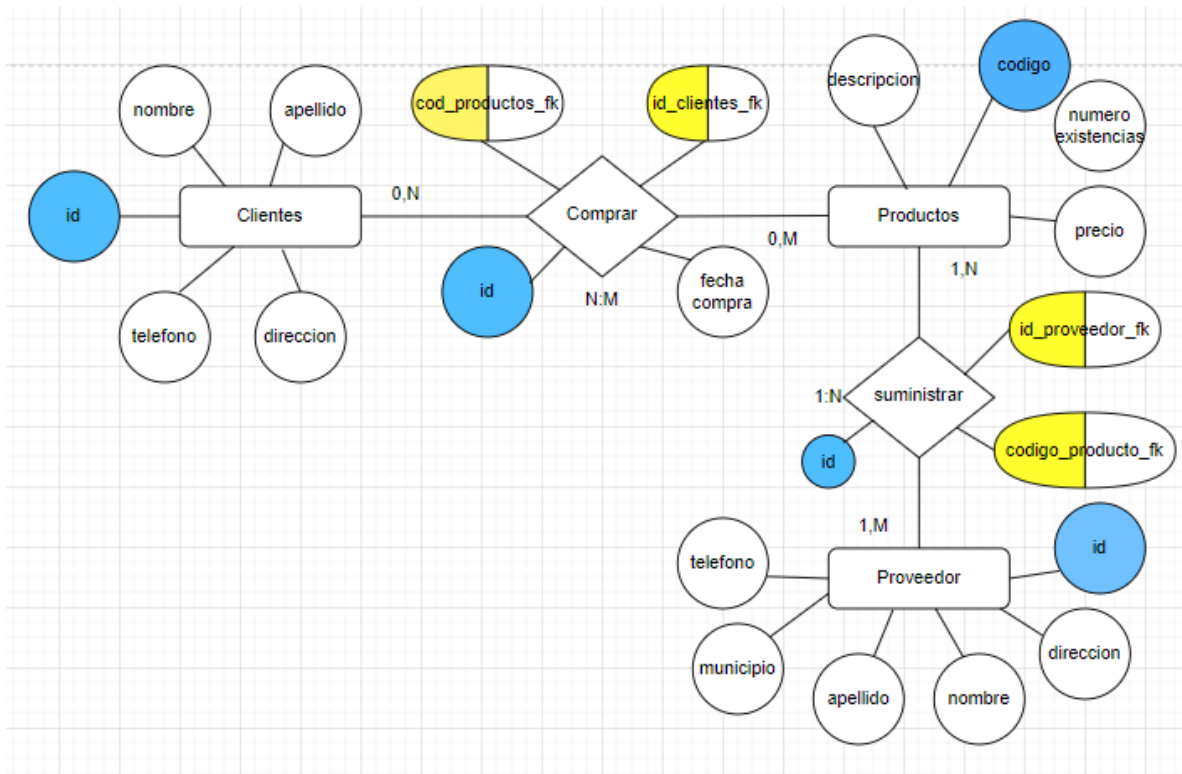 codigo
descripcion
nombre
apellido
cod_productos_fk
id_clientes_fk
numero
existencias
id
Clientes
0,N
Comprar
0,M
Productos
precio
1,N
id
fecha
compra
N:M
telefono
direccion
id_proveedor_fk
1:N
suministrar
id
codigo_producto_fk
1,M
telefono
Proveedor
id
municipio
apellido
nombre
direccion